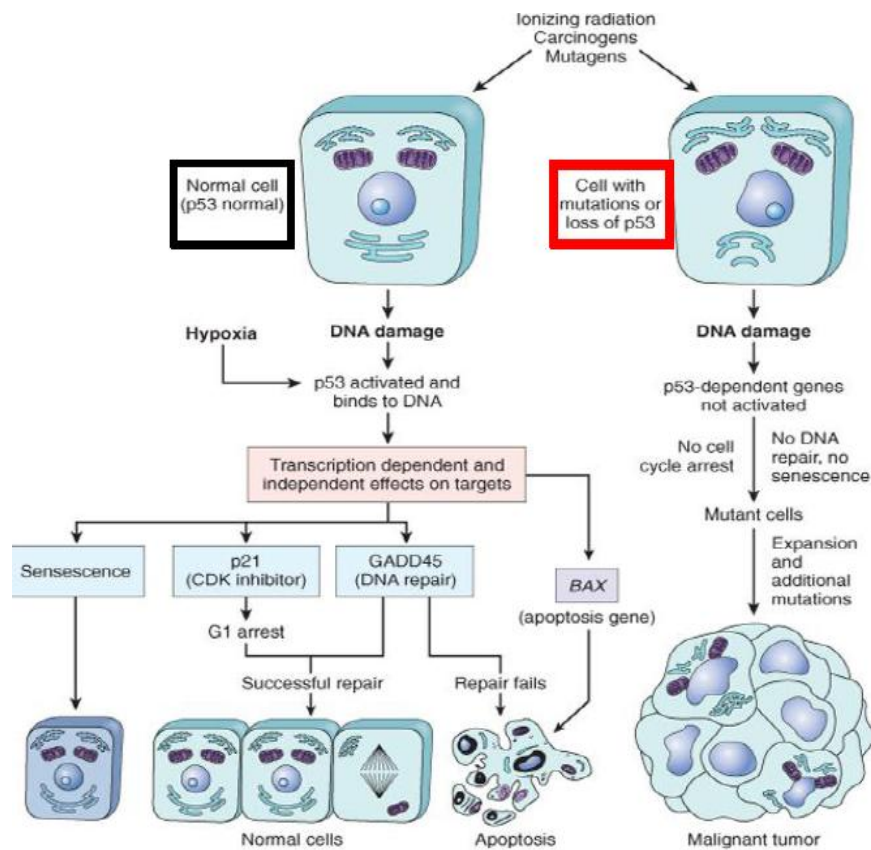 Ionizing radiation
Carcinogens
Mutagens
Normal cell
(p53 normal)
Cell with
mutations or
loss of p53
Hypoxia
DNA damage
DNA damage
p53 activated and
binds to DNA
p53-dependent genes
not activated
Transcription dependent and
independent effects on targets
No cell
cycle arrest
No DNA
repair, no
senescence
Mutant cells
Sensescence
p21
(CDK inhibitor)
GADD45
(DNA repair)
BAX
(apoptosis gene)
Expansion
and
additional
mutations
G1 arrest
Successful repair
Repair fails
Normal cells
Apoptosis
Malignant tumor